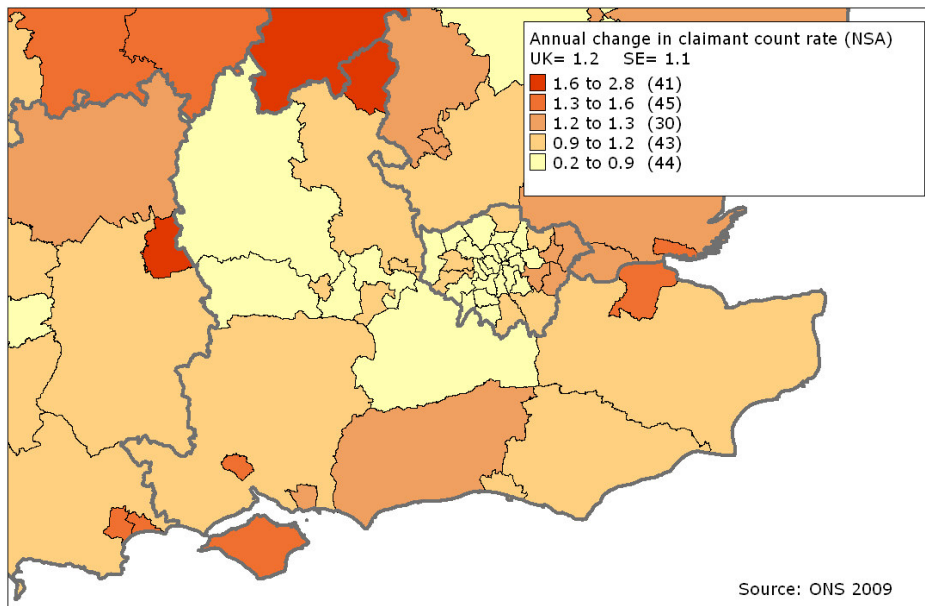 Annual change in claimant count rate (NSA)
UK= 1.2 SE= 1.1
1.6 to 2.8 (41)
1.3 to 1.6 (45)
1.2 to 1.3 (30)
0.9 to 1.2 (43)
0.2 to 0.9 (44)
Source: ONS 2009